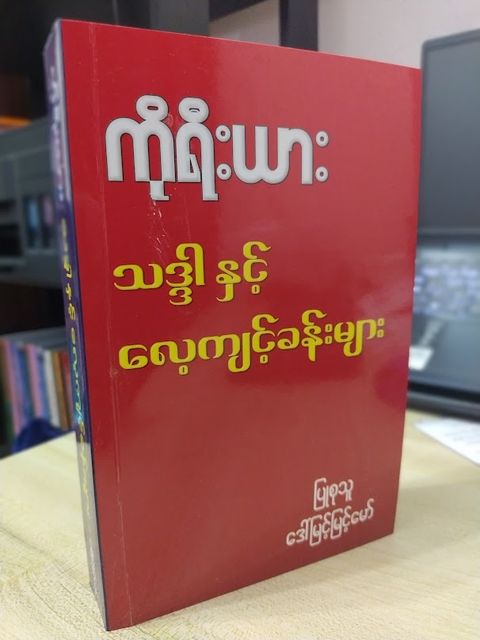 ကိုရီးယား
သဒ္ဒါ နှင့်
လေ့ကျင့်ခန်းများ
ပြုစုသူ
ဒေါ်မြင့်မြင့်မော်